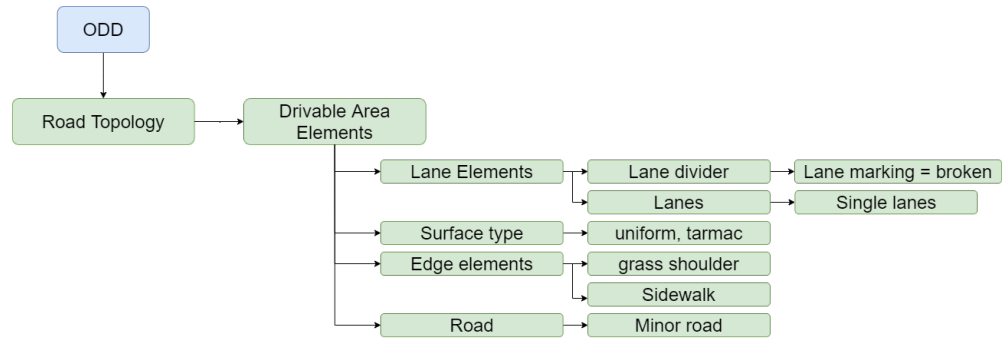 ODD
Road Topology
Drivable Area
Elements
Lane Elements
Lane divider
Lane marking = broken
Lanes
Single lanes
Surface type
uniform, tarmac
Edge elements
grass shoulder
Sidewalk
Road
Minor road